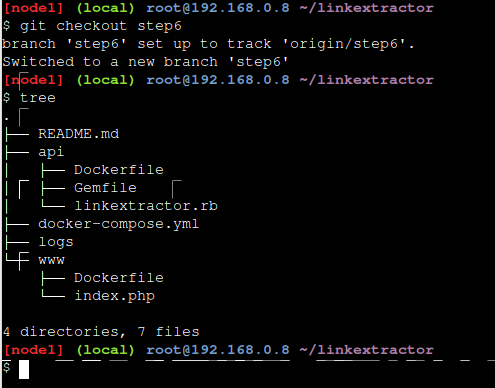 [node1] (local) root@192.168.0.8 ~/linkextractor
$ git checkout step6
branch 'step6' set up to track 'origin/step6'.
Switched to a new branch 'step6'
[node1] (local) root@192.168.0.8 ~/linkextractor
$ tree
.
├── README.md
├── api
│   ├── Dockerfile
│   ├── Gemfile
│   └── linkextractor.rb
├── docker-compose.yml
├── logs
└── www
    ├── Dockerfile
    └── index.php
4 directories, 7 files
[node1] (local) root@192.168.0.8 ~/linkextractor
$